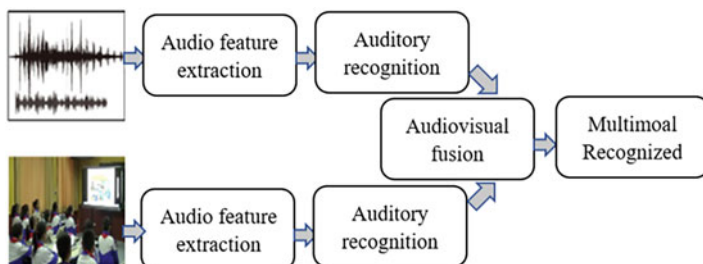 Audio feature
extraction
Auditory
recognition
Audiovisual
fusion
Multimoal
Recognized
Audio feature
extraction
Auditory
recognition